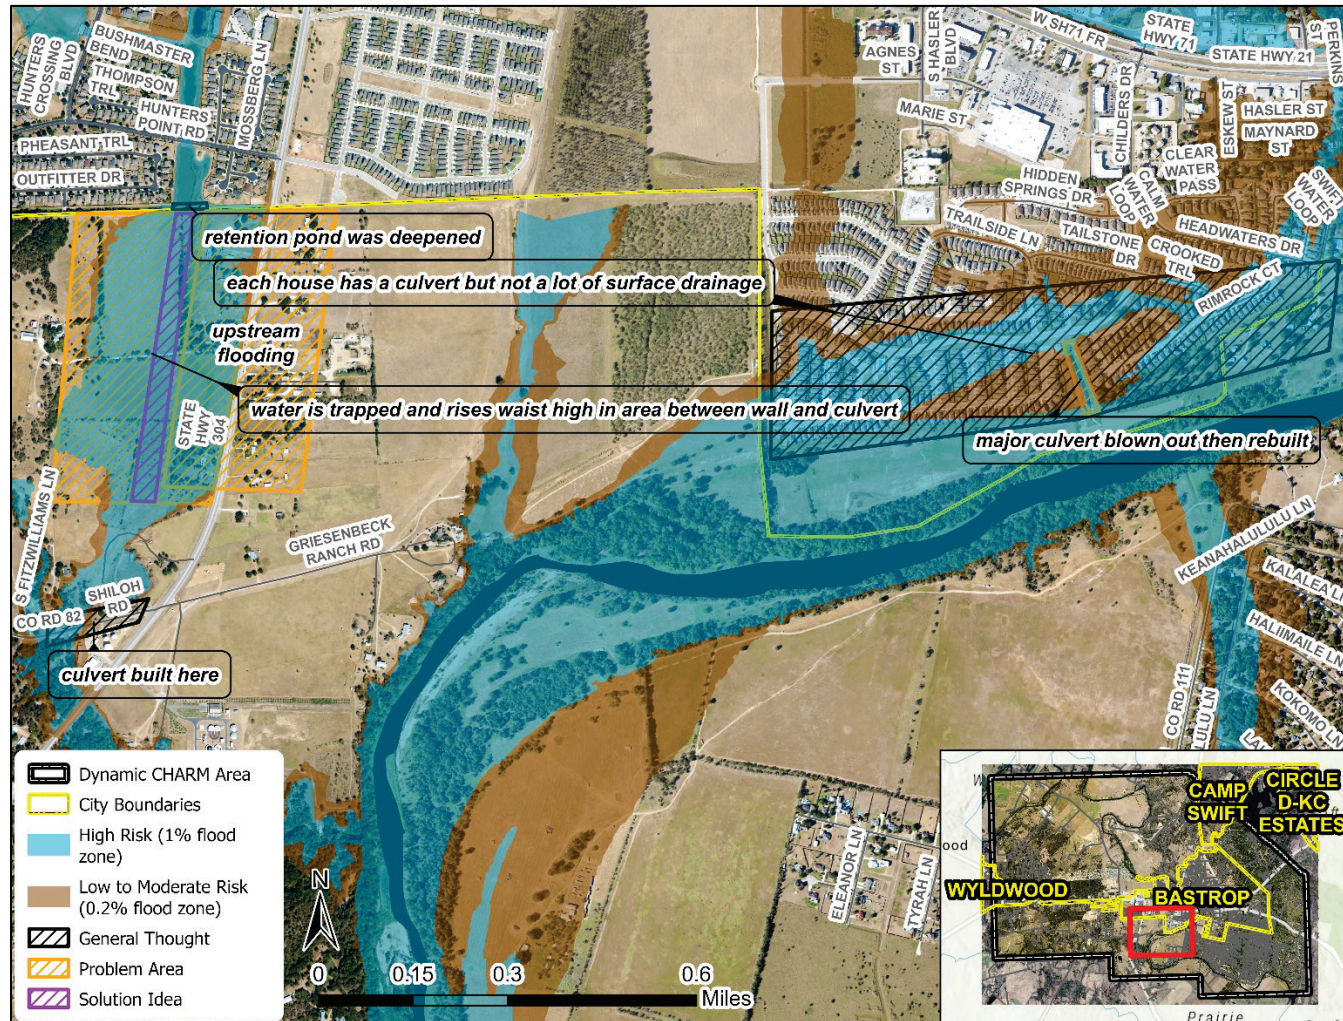 HUNTERS
CROSSING
BLVD
BUSHMASTER
BEND
THOMPSON
TRL
HUNTERS
POINT RD
MOSSBERG LN
PHEASANT TRL
OUTFITTER DR
AGNES
ST
S HASLER
BLVD
W SH71 FR
STATE
HWY 71
STATE HWY 21
PERKINS
ST
MARIE ST
CHILDERS DR
ESKEW ST
HASLER ST
MAYNARD
ST
CLEAR
WATER
PASS
HIDDEN
SPRINGS DR
CALM
WATER
LOOP
SWIFT
WATER
LOOP
TRAILSIDE LN
TAILSTONE
DR
CROOKED
TRL
HEADWATERS DR
RIMROCK CT
retention pond was deepened
each house has a culvert but not a lot of surface drainage
upstream
flooding
water is trapped and rises waist high in area between wall and culvert
major culvert blown out then rebuilt
STATE
HWY
304
S FITZWILLIAMS LN
GRIESENBECK
RANCH RD
SHILOH
RD
CO RD 82
culvert built here
KEANAHALULULU LN
KALALEA LN
HALIIMAILE LN
KOKOMO LN
CO RD 111
LULU LN
ELEANOR LN
TYRAH LN
Dynamic CHARM Area
City Boundaries
High Risk (1% flood
zone)
Low to Moderate Risk
(0.2% flood zone)
General Thought
Problem Area
Solution Idea
N
0 0.15 0.3 0.6
Miles
CAMP
SWIFT
CIRCLE
D-KC
ESTATES
WYLDWOOD
BASTROP
ood
Prairie